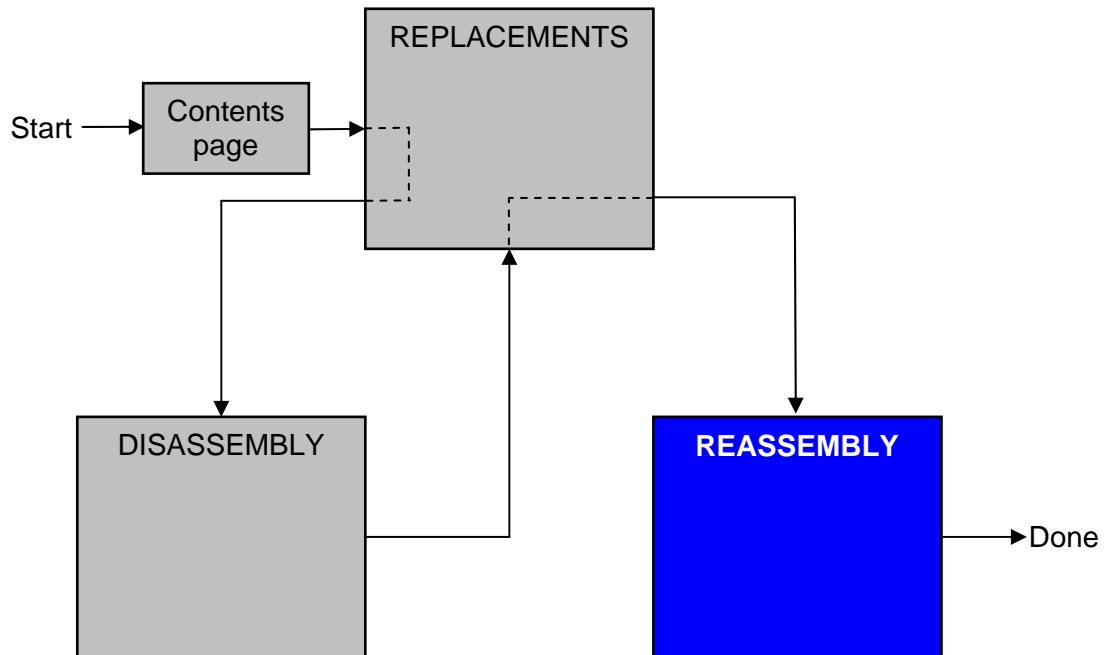 REPLACEMENTS
Start
Contents
page
DISASSEMBLY
REASSEMBLY
Done